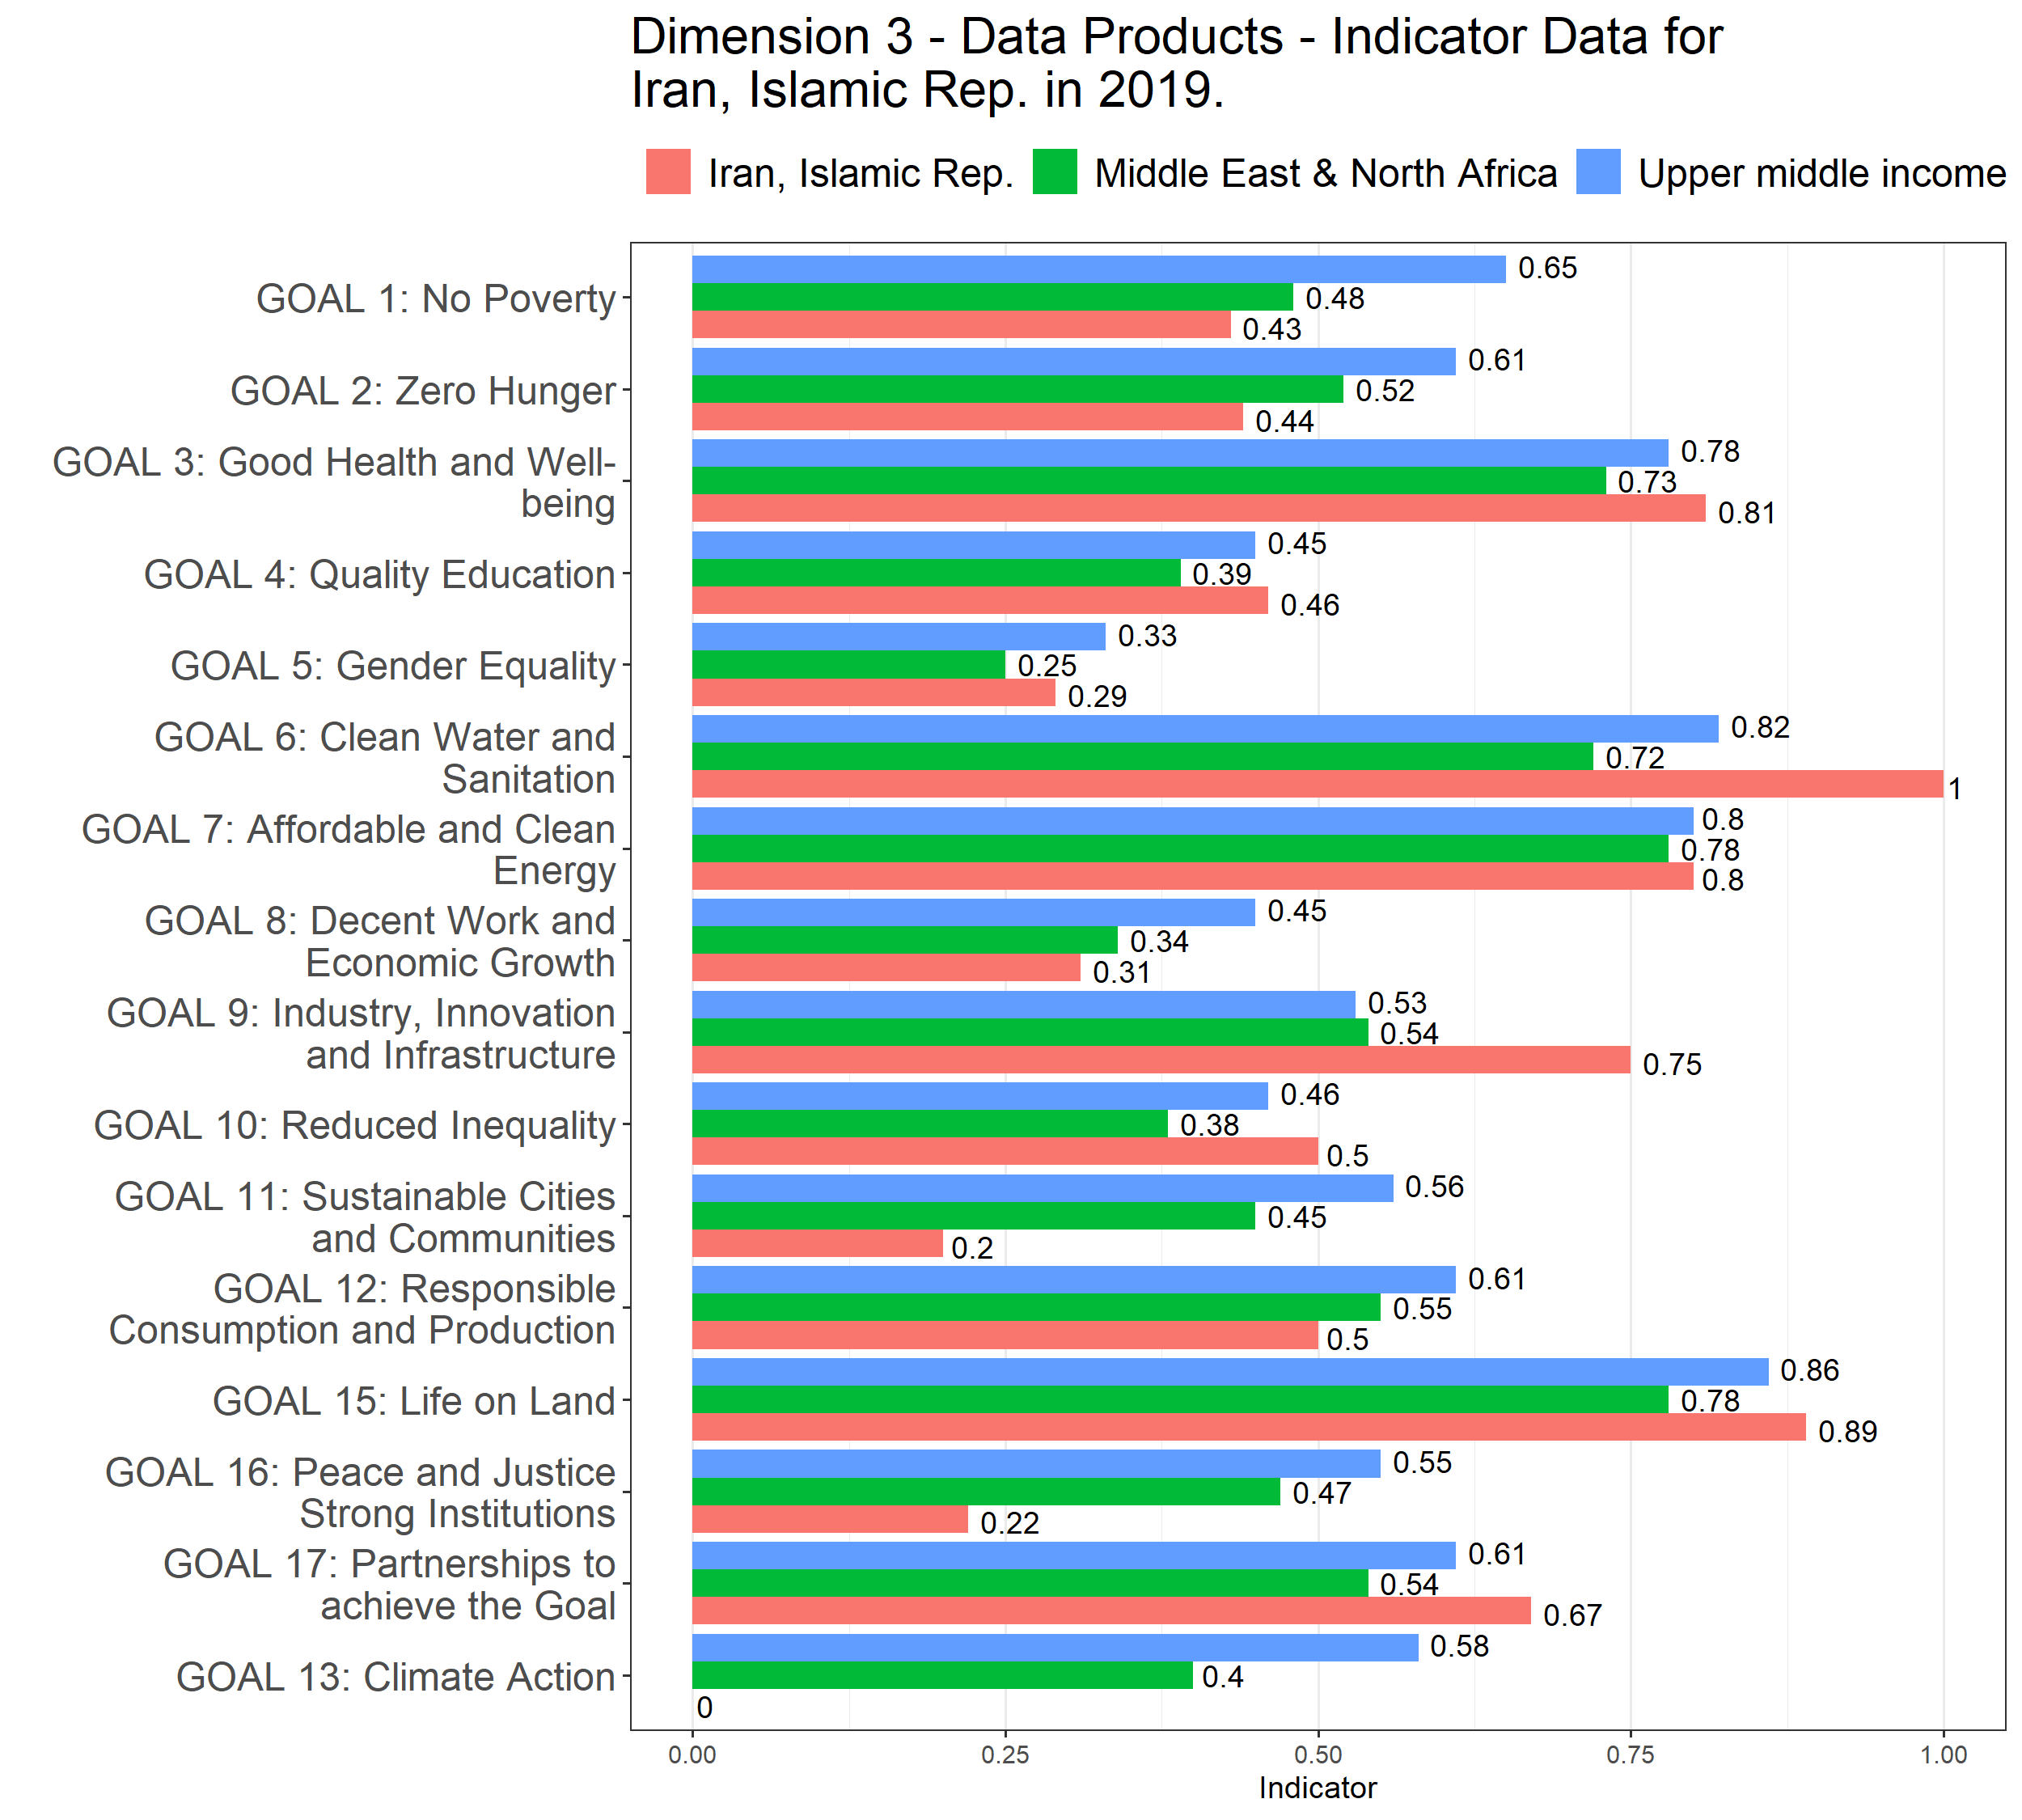 Dimension 3 - Data Products - Indicator Data for
Iran, Islamic Rep. in 2019.
Iran, Islamic Rep. Middle East & North Africa Upper middle income
GOAL 1: No Poverty
0.65
0.48
0.43
GOAL 2: Zero Hunger
0.61
0.52
0.44
GOAL 3: Good Health and Well-
being
0.78
0.73
0.81
GOAL 4: Quality Education
0.45
0.39
0.46
GOAL 5: Gender Equality
0.33
0.25
0.29
GOAL 6: Clean Water and
Sanitation
0.82
0.72
1
GOAL 7: Affordable and Clean
Energy
0.8
0.78
0.8
GOAL 8: Decent Work and
Economic Growth
0.45
0.34
0.31
GOAL 9: Industry, Innovation
and Infrastructure
0.53
0.54
0.75
GOAL 10: Reduced Inequality
0.46
0.38
0.5
GOAL 11: Sustainable Cities
and Communities
0.56
0.45
0.2
GOAL 12: Responsible
Consumption and Production
0.61
0.55
0.5
GOAL 15: Life on Land
0.86
0.78
0.89
GOAL 16: Peace and Justice
Strong Institutions
0.55
0.47
0.22
GOAL 17: Partnerships to
achieve the Goal
0.61
0.54
0.67
GOAL 13: Climate Action
0.58
0.4
0
0.00 0.25 0.50 0.75 1.00
Indicator